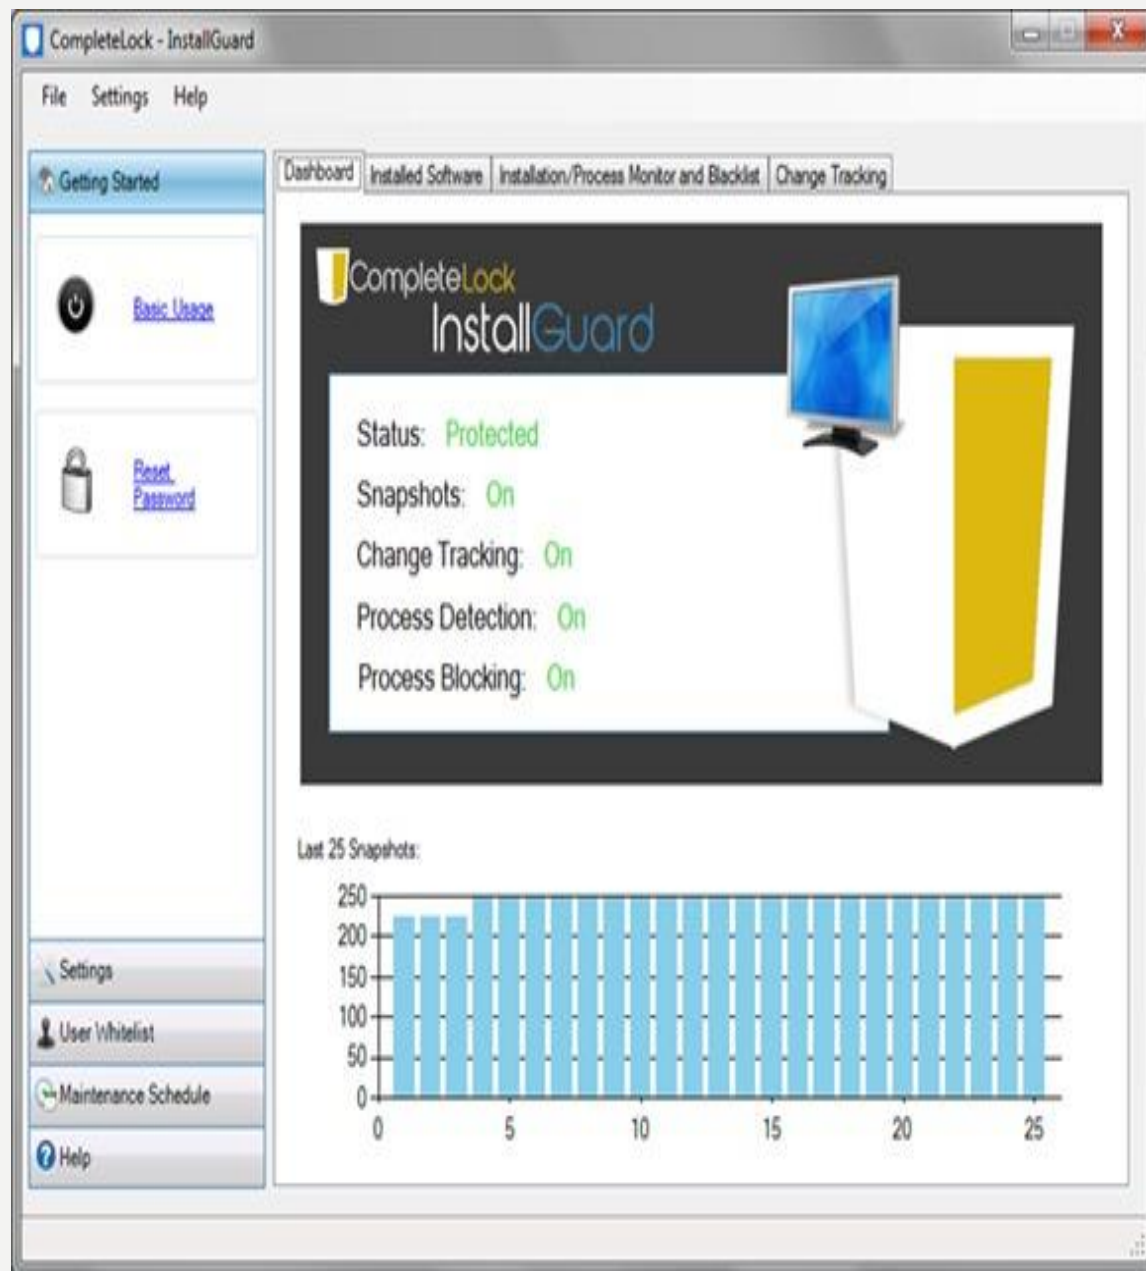 CompleteLock - InstallGuard
File Settings Help
Getting Started
Basic Usage
Reset
Password
Settings
User Whitelist
Maintenance Schedule
Help
Dashboard Installed Software Installation/Process Monitor and Blacklist Change Tracking
CompleteLock
InstallGuard
Status: Protected
Snapshots: On
Change Tracking: On
Process Detection: On
Process Blocking: On
Last 25 Snapshots:
250
200
150
100
50
0
0 5 10 15 20 25